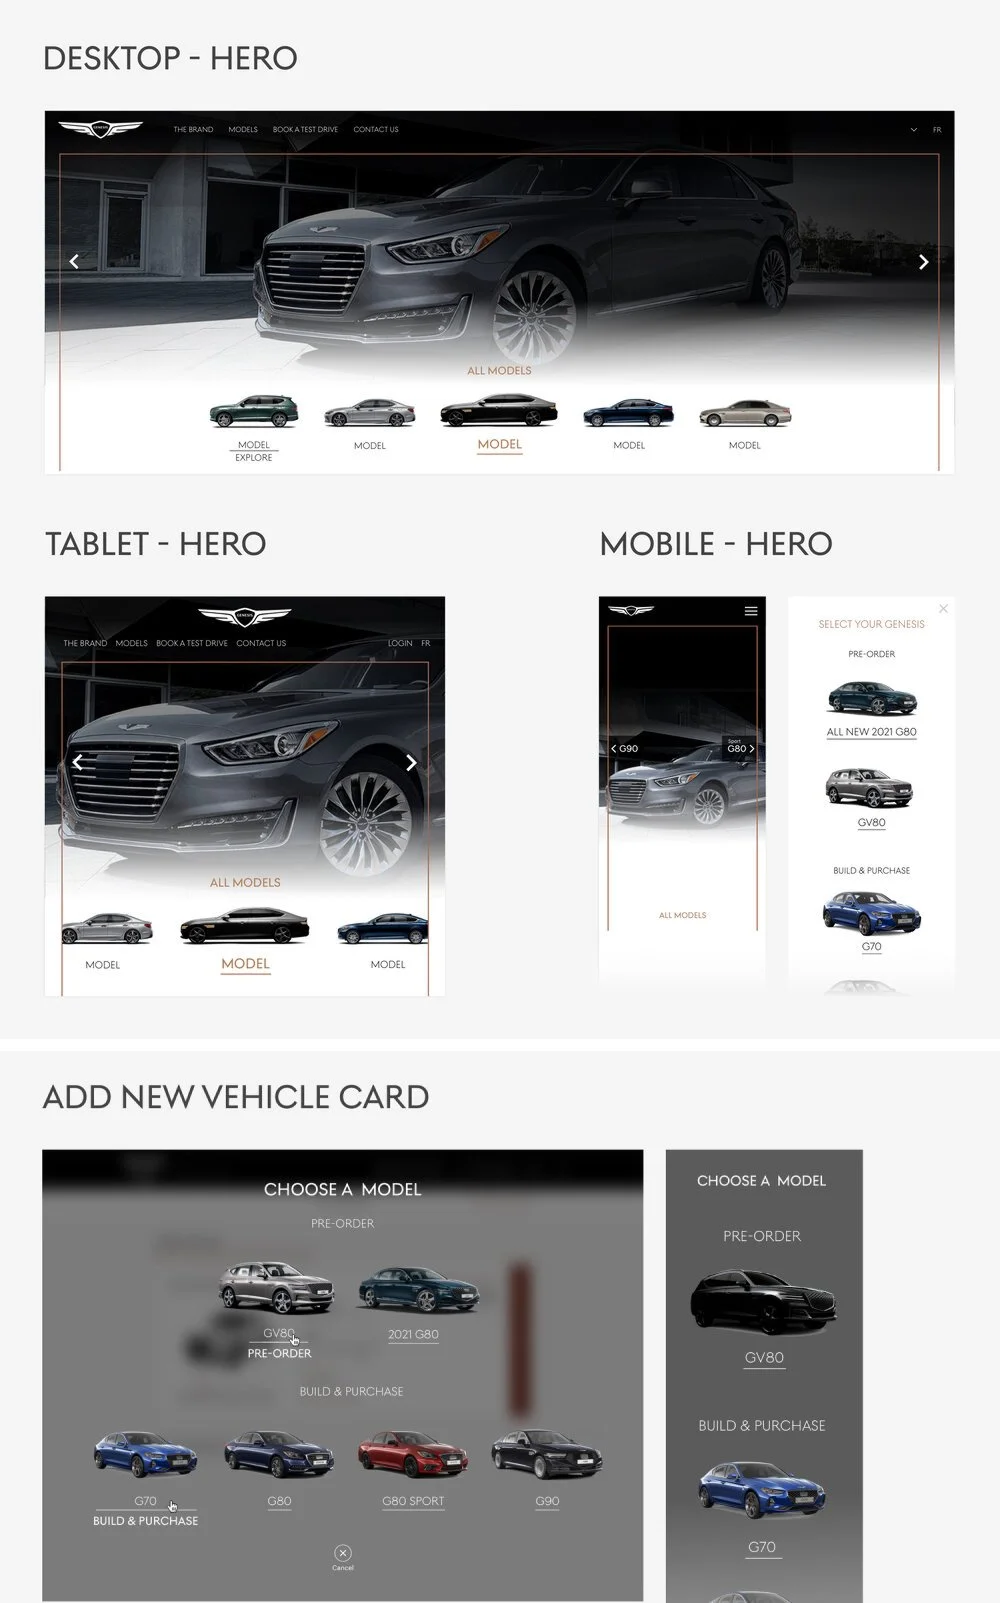 DESKTOP - HERO
GENESIS
THE BRAND MODELS BOOK A TEST DRIVE CONTACT US
FR
ALL MODELS
MODEL MODEL MODEL MODEL MODEL
EXPLORE
TABLET - HERO
GENESIS
THE BRAND MODELS BOOK A TEST DRIVE CONTACT US LOGIN FR
ALL MODELS
MODEL MODEL MODEL
MOBILE - HERO
G90
Sport
G80
ALL MODELS
SELECT YOUR GENESIS
PRE-ORDER
ALL NEW 2021 G80
GV80
BUILD & PURCHASE
G70
ADD NEW VEHICLE CARD
CHOOSE A MODEL
PRE-ORDER
GV80 2021 G80
PRE-ORDER
BUILD & PURCHASE
G70 G80 G80 SPORT G90
BUILD & PURCHASE
Cancel
CHOOSE A MODEL
PRE-ORDER
GV80
BUILD & PURCHASE
G70